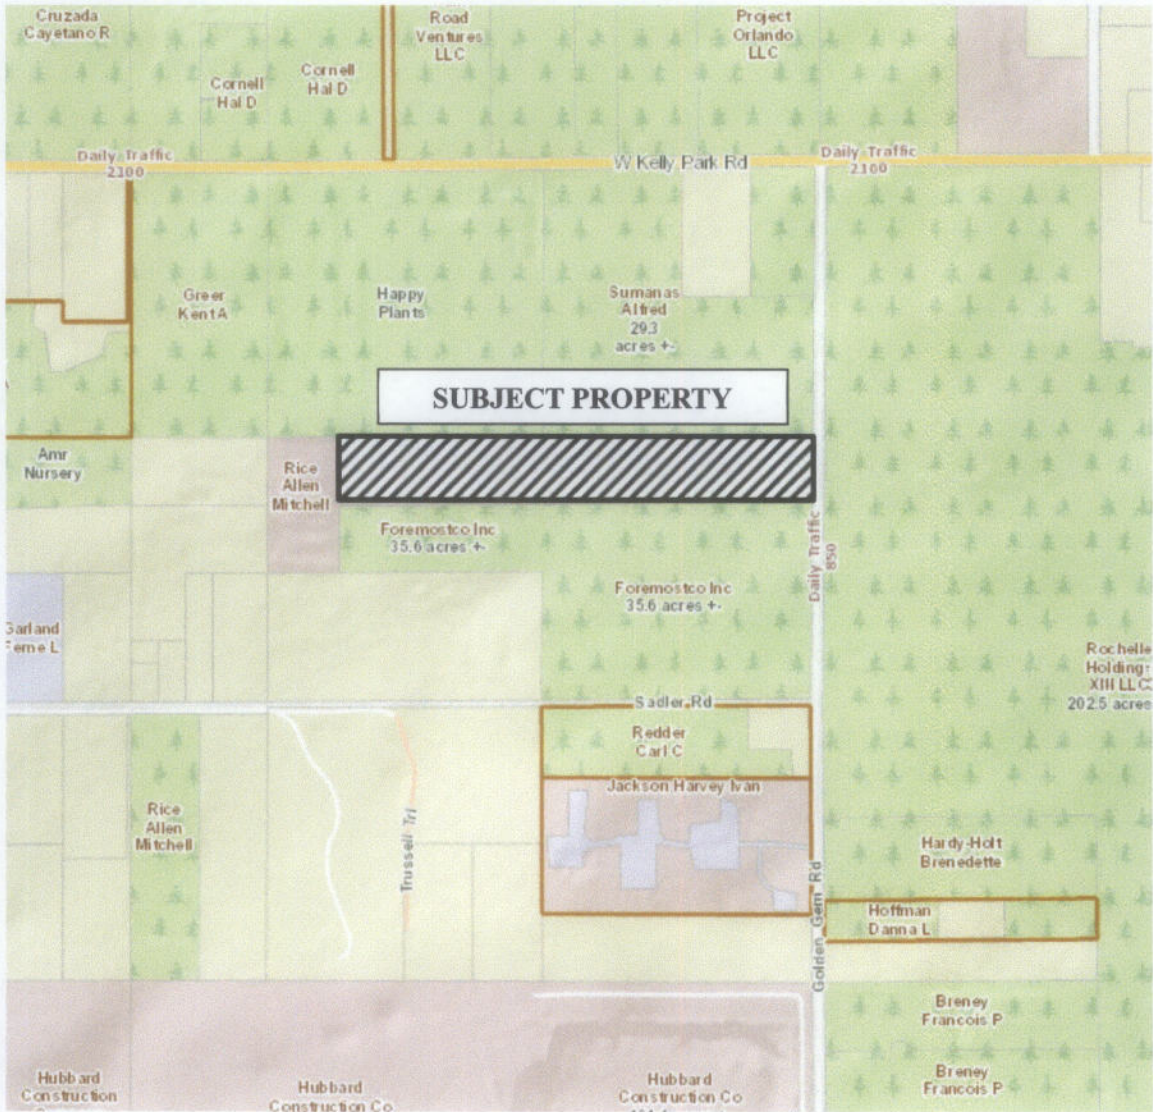 Cruzada
Cayetano R
Cornell
Hal D
Cornell
Hal D
Road
Ventures
LLC
Project
Orlando
LLC
Daily Traffic
2100
W Kelly Park Rd
Daily Traffic
2100
Greer
Kent A
Happy
Plants
Sumanas
Alfred
29.3
acres +-
SUBJECT PROPERTY
Amr
Nursery
Rice
Allen
Mitchell
Foremostco Inc
35.6 acres +-
Daily Traffic
850
Foremostco Inc
35.6 acres +-
Garland
Ferne L
Rochelle
Holding
XIII LLC
202.5 acres
Sadler Rd
Redder
Carl C
Jackson Harvey Ivan
Rice
Allen
Mitchell
Trussell Trl
Hardy-Holt
Brenedette
Golden Gem Rd
Hoffman
Danna L
Breney
Francois P
Breney
Francois P
Hubbard
Construction
Hubbard
Construction Co
Hubbard
Construction Co